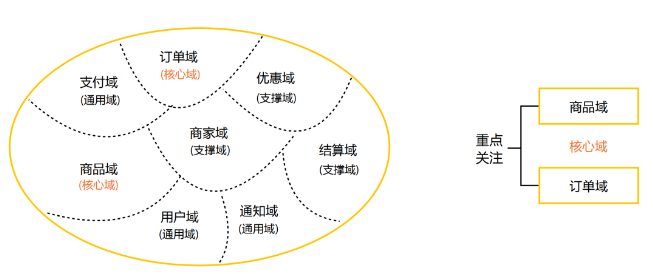 订单域
(核心域)
支付域
(通用域)
优惠域
(支撑域)
商家域
(支撑域)
结算域
(支撑域)
商品域
(核心域)
用户域
(通用域)
通知域
(通用域)
重点
关注
商品域
核心域
订单域